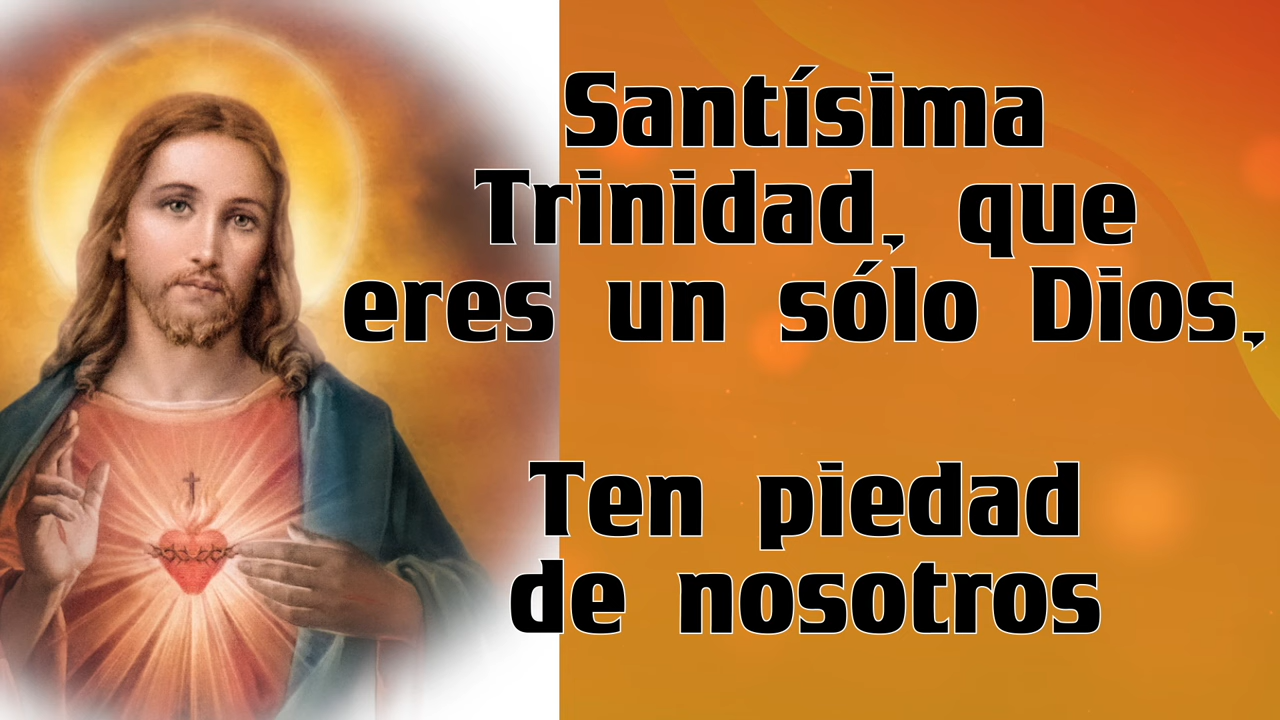 Santísima
Trinidad, que
eres un sólo Dios,
Ten piedad
de nosotros